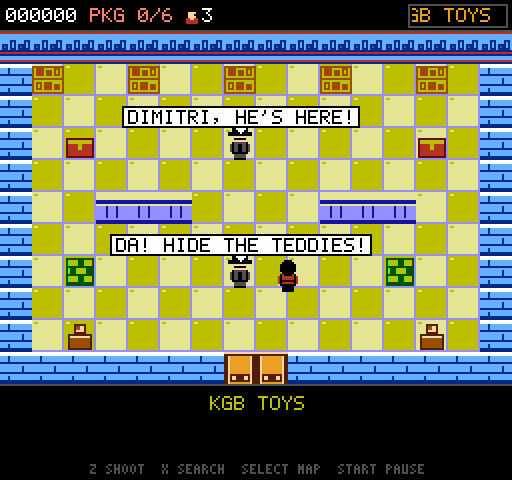 000000 PKG 0/6 3 GB TOYS
DIMITRI, HE'S HERE!
DA! HIDE THE TEDDIES!
KGB TOYS
Z SHOOT X SEARCH SELECT MAP START PAUSE